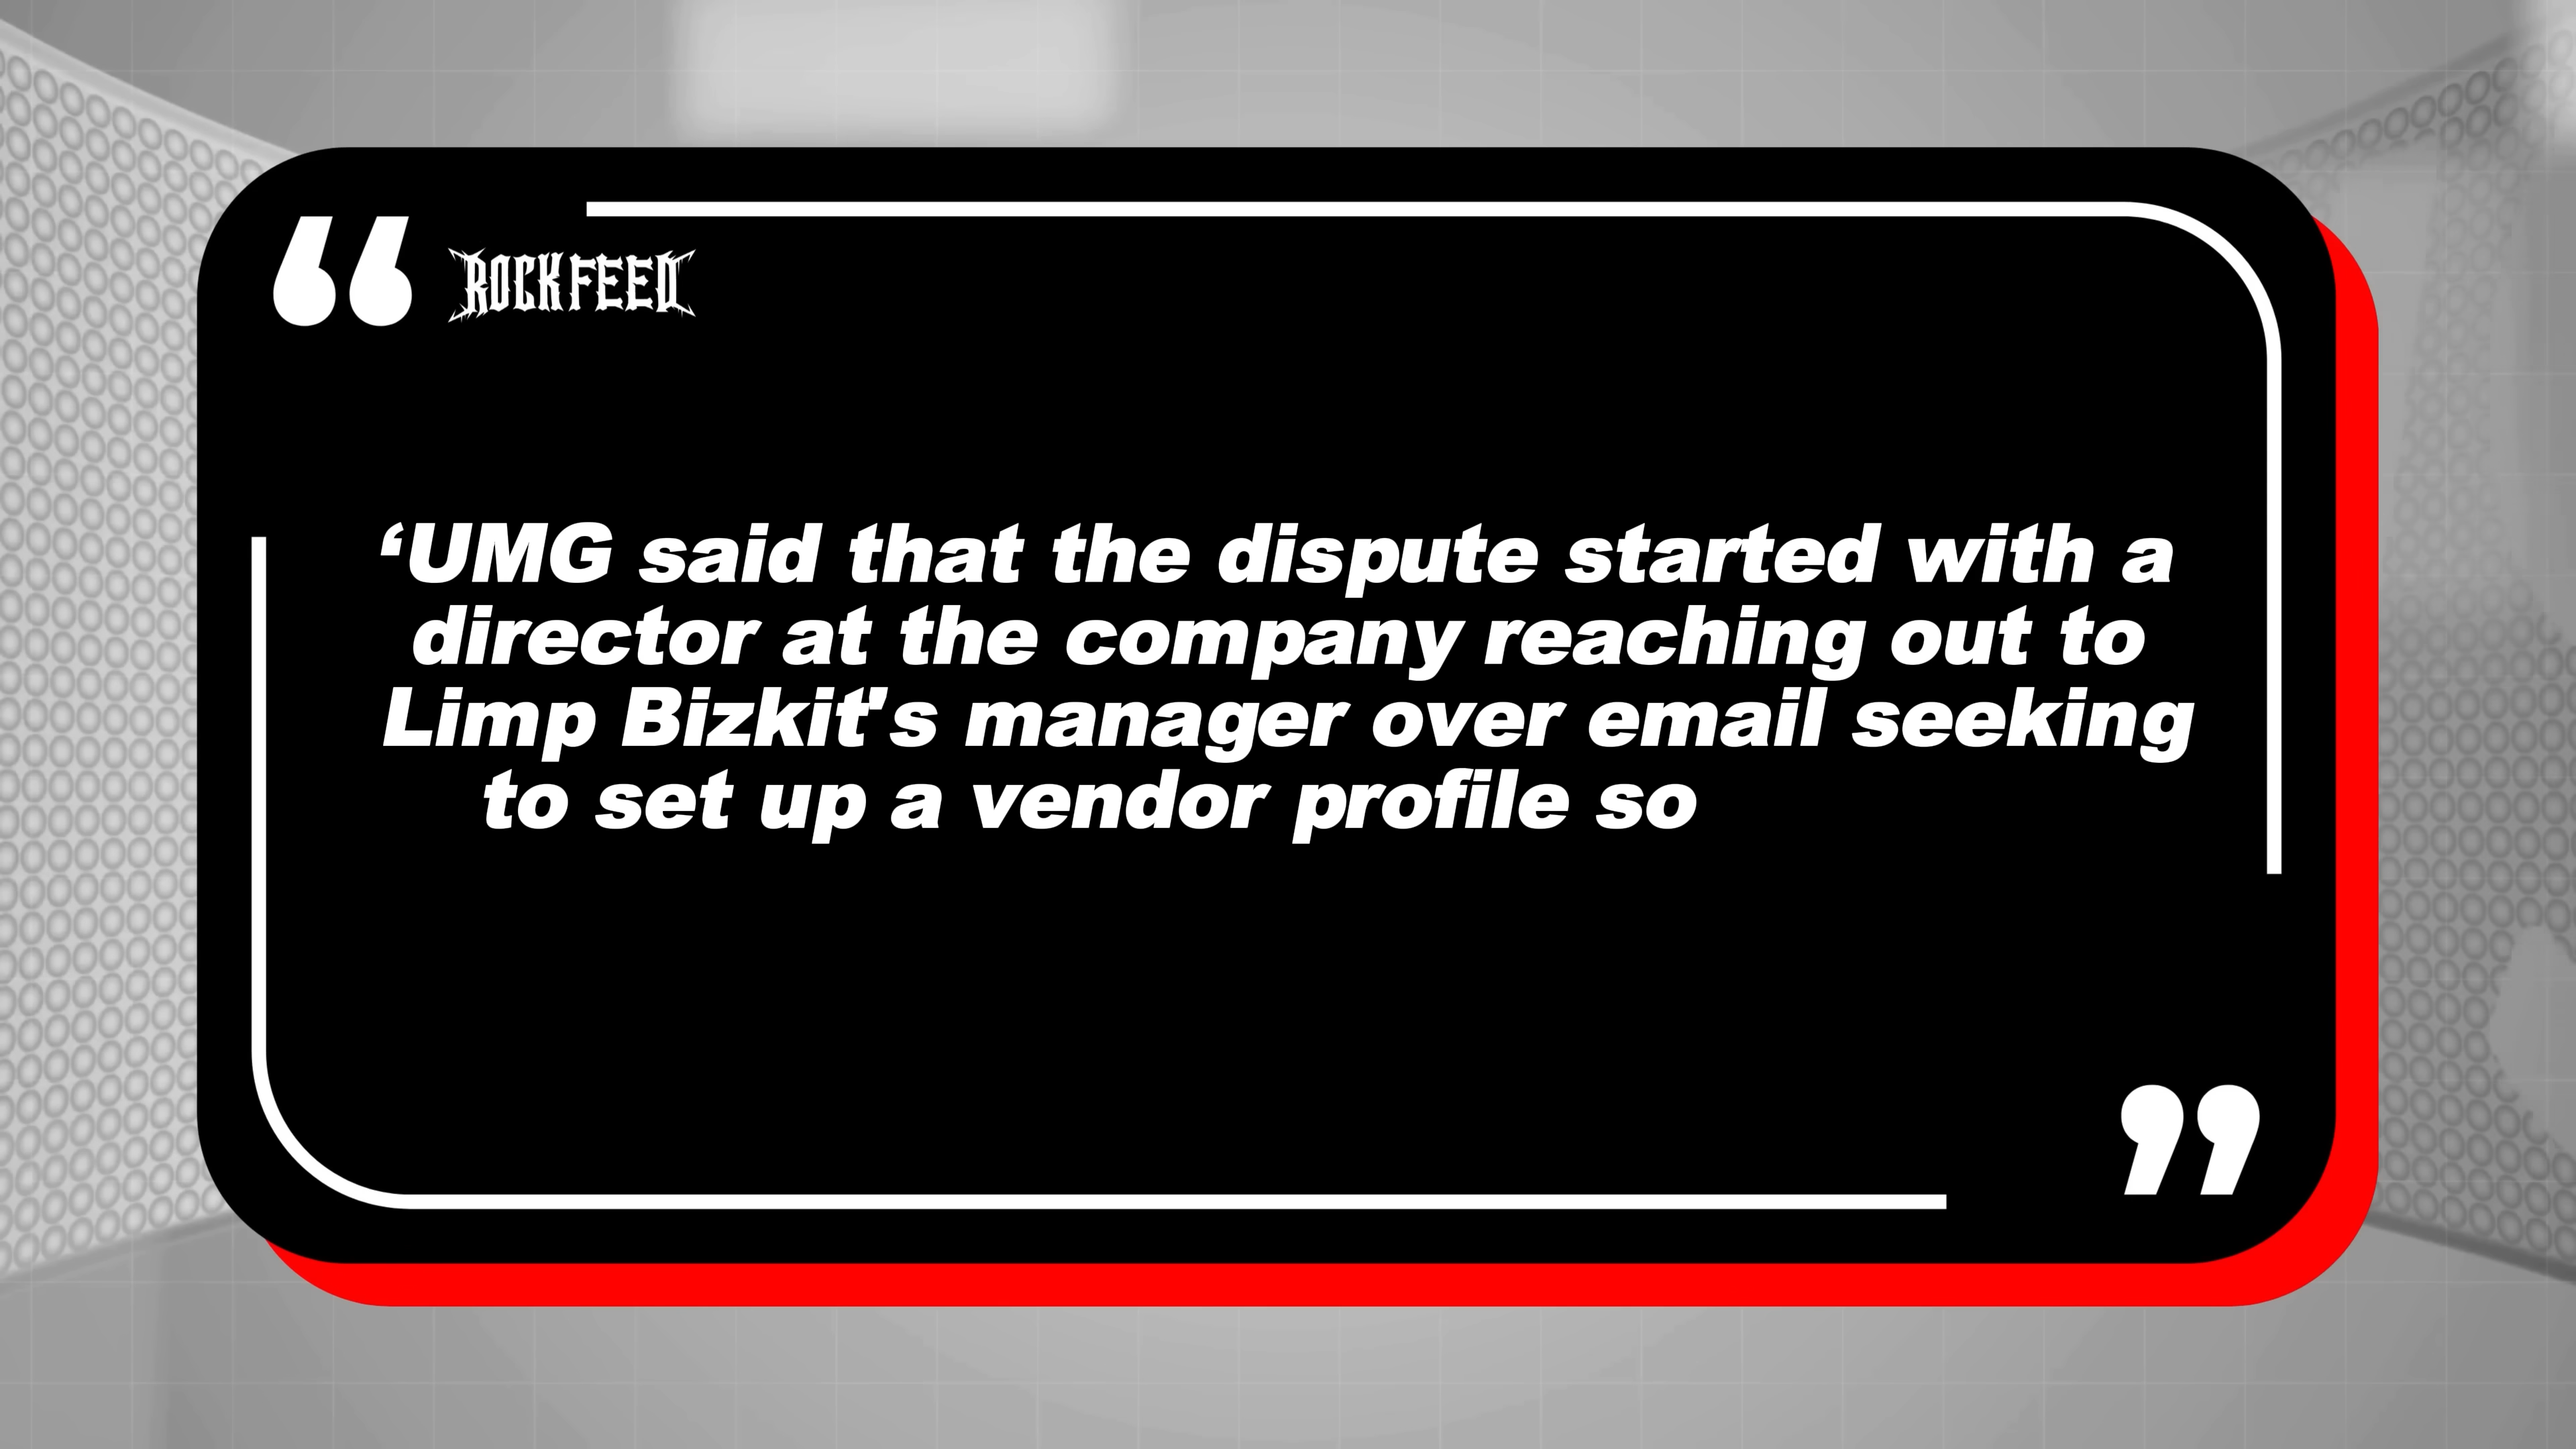 ROCKFEED
‘UMG said that the dispute started with a
director at the company reaching out to
Limp Bizkit's manager over email seeking
to set up a vendor profile so